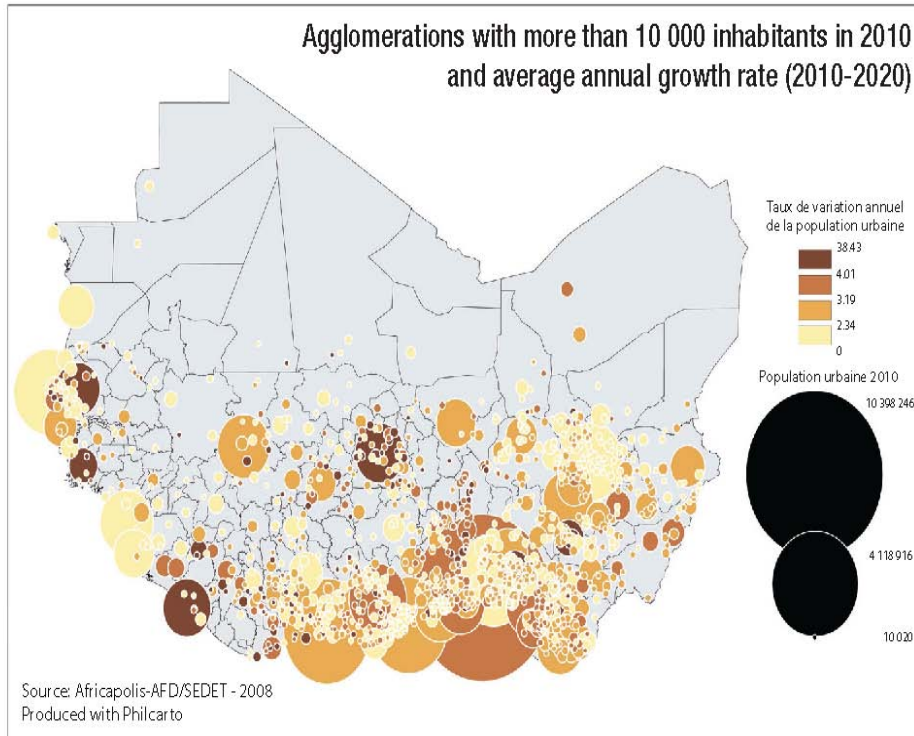 Agglomerations with more than 10 000 inhabitants in 2010
and average annual growth rate (2010-2020)
Taux de variation annuel
de la population urbaine
38.43
4.01
3.19
2.34
0
Population urbaine 2010
10 398 246
4 118 916
10 020
Source: Africapolis-AFD/SEDET - 2008
Produced with Philcarto